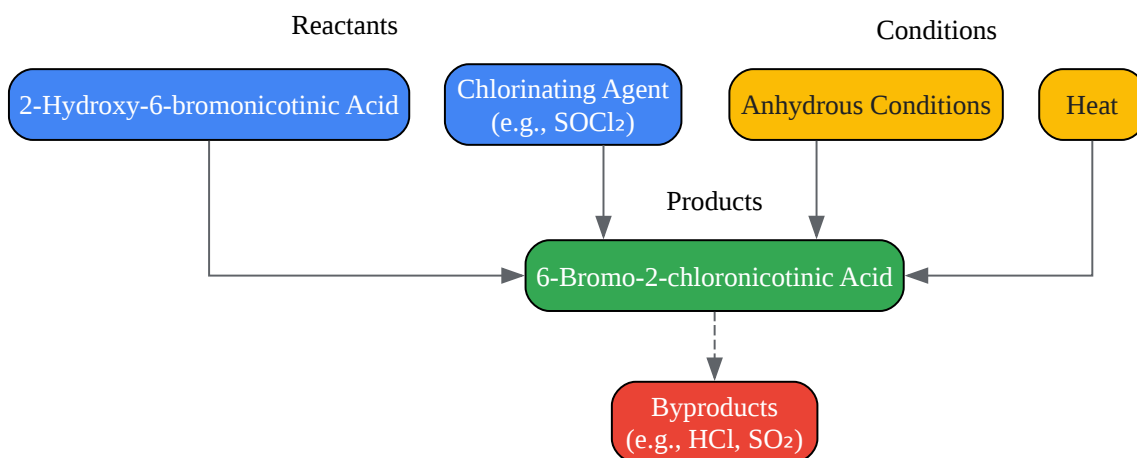 Reactants
Conditions
2-Hydroxy-6-bromonicotinic Acid
Chlorinating Agent
(e.g., SOCl₂)
Anhydrous Conditions
Heat
Products
6-Bromo-2-chloronicotinic Acid
Byproducts
(e.g., HCl, SO₂)